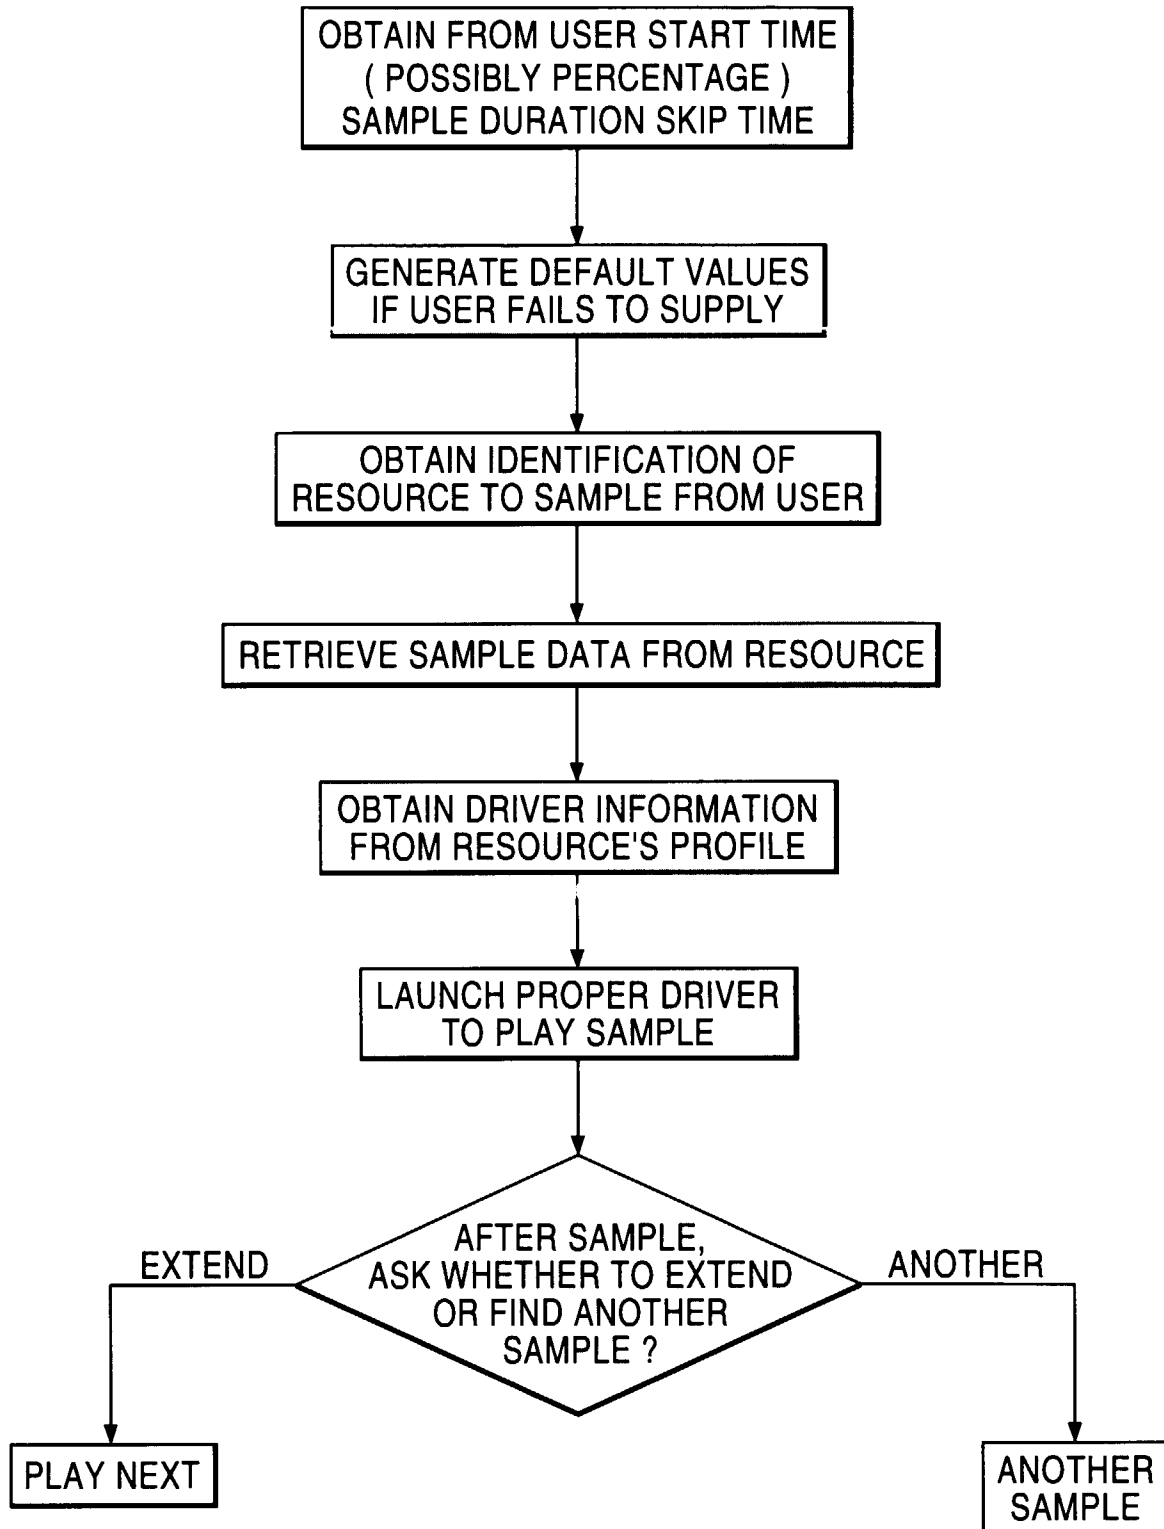 OBTAIN FROM USER START TIME
( POSSIBLY PERCENTAGE )
SAMPLE DURATION SKIP TIME
GENERATE DEFAULT VALUES
IF USER FAILS TO SUPPLY
OBTAIN IDENTIFICATION OF
RESOURCE TO SAMPLE FROM USER
RETRIEVE SAMPLE DATA FROM RESOURCE
OBTAIN DRIVER INFORMATION
FROM RESOURCE'S PROFILE
LAUNCH PROPER DRIVER
TO PLAY SAMPLE
AFTER SAMPLE,
ASK WHETHER TO EXTEND
OR FIND ANOTHER
SAMPLE ?
EXTEND
ANOTHER
PLAY NEXT
ANOTHER
SAMPLE